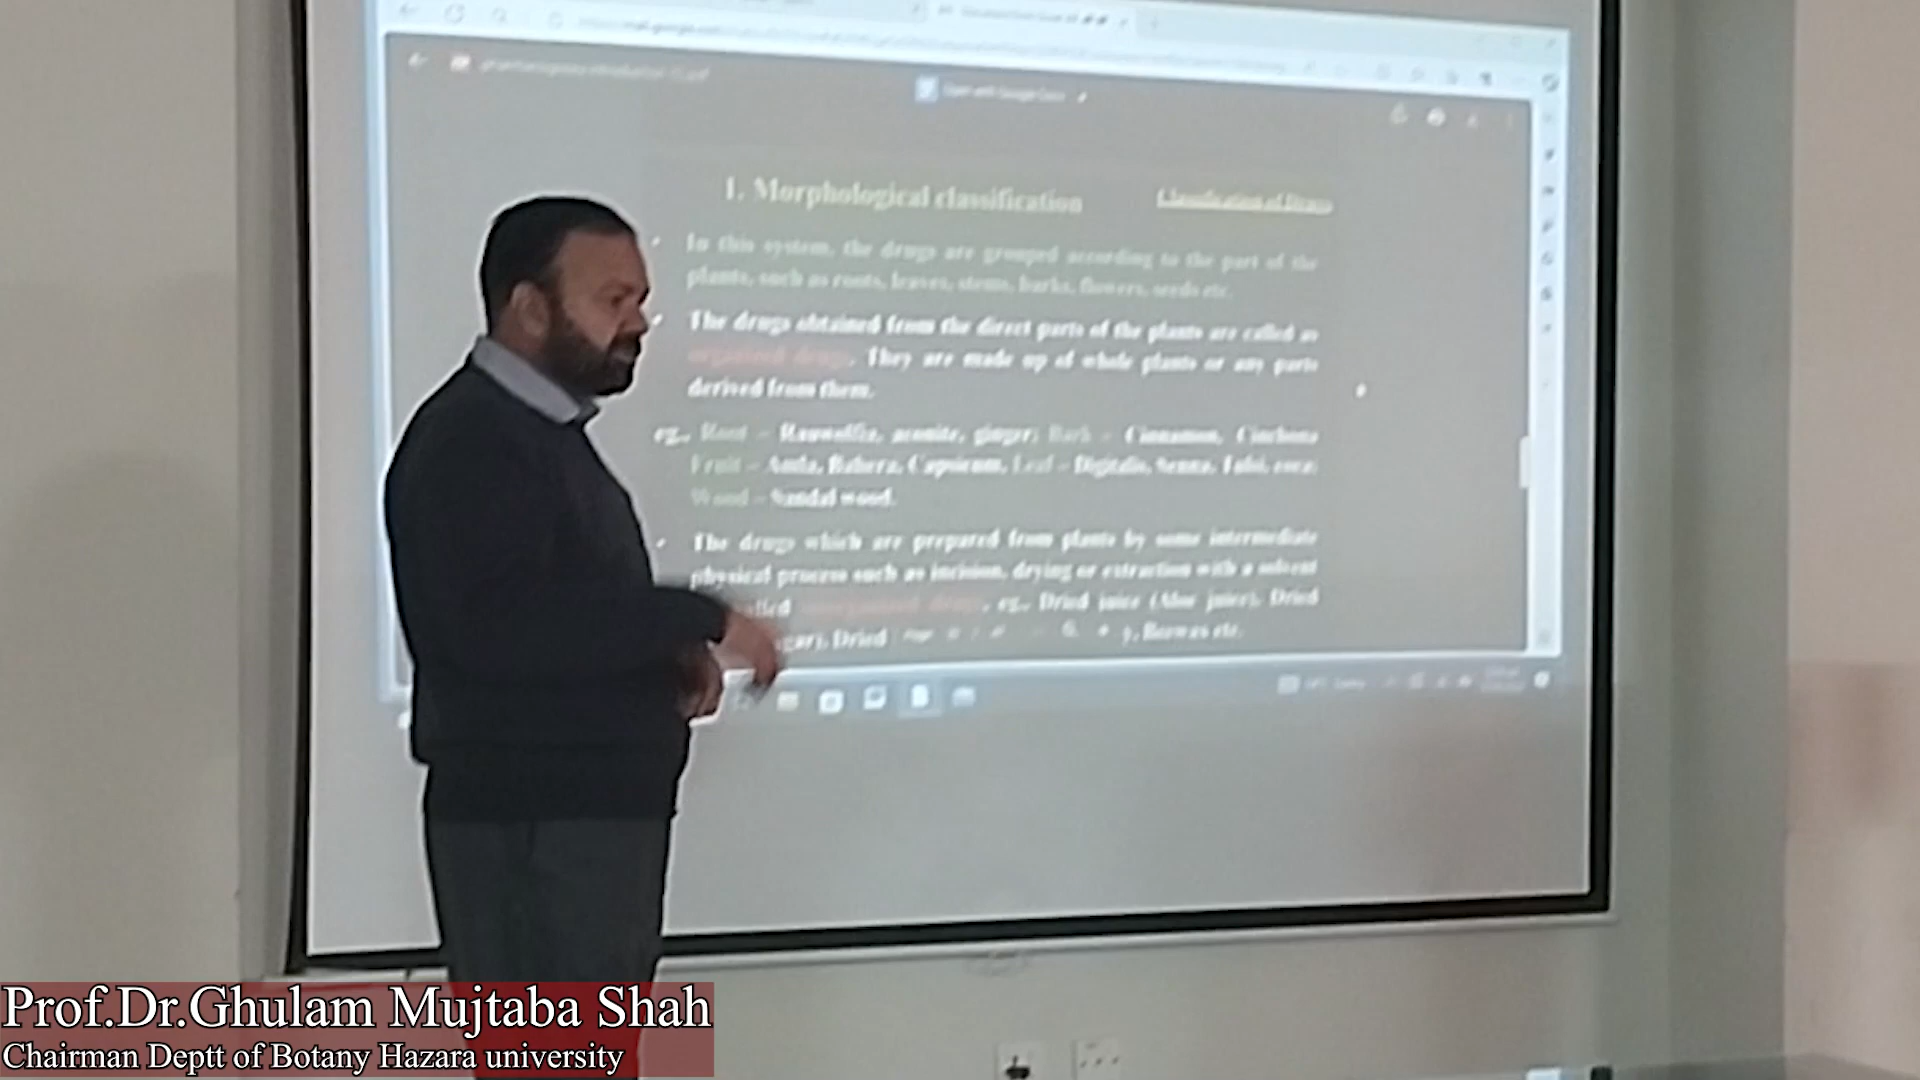 Open with Google Docs
1. Morphological classification
Classification of Drugs
In this system, the drugs are grouped according to the part of the
plants, such as roots, leaves, stems, barks, flowers, seeds etc.
The drugs obtained from the direct parts of the plants are called as
organized drugs. They are made up of whole plants or any parts
derived from them.
eg., Root – Rauwolfia, aconite, ginger; Bark – Cinnamon, Cinchona
Fruit – Amla, Bahera, Capsicum, Leaf – Digitalis, Senna, Tulsi, coca;
Wood – Sandal wood.
The drugs which are prepared from plants by some intermediate
physical process such as incision, drying or extraction with a solvent
, eg., Dried juice (Aloe juice), Dried
Dried
Prof.Dr.Ghulam Mujtaba Shah
Chairman Deptt of Botany Hazara university